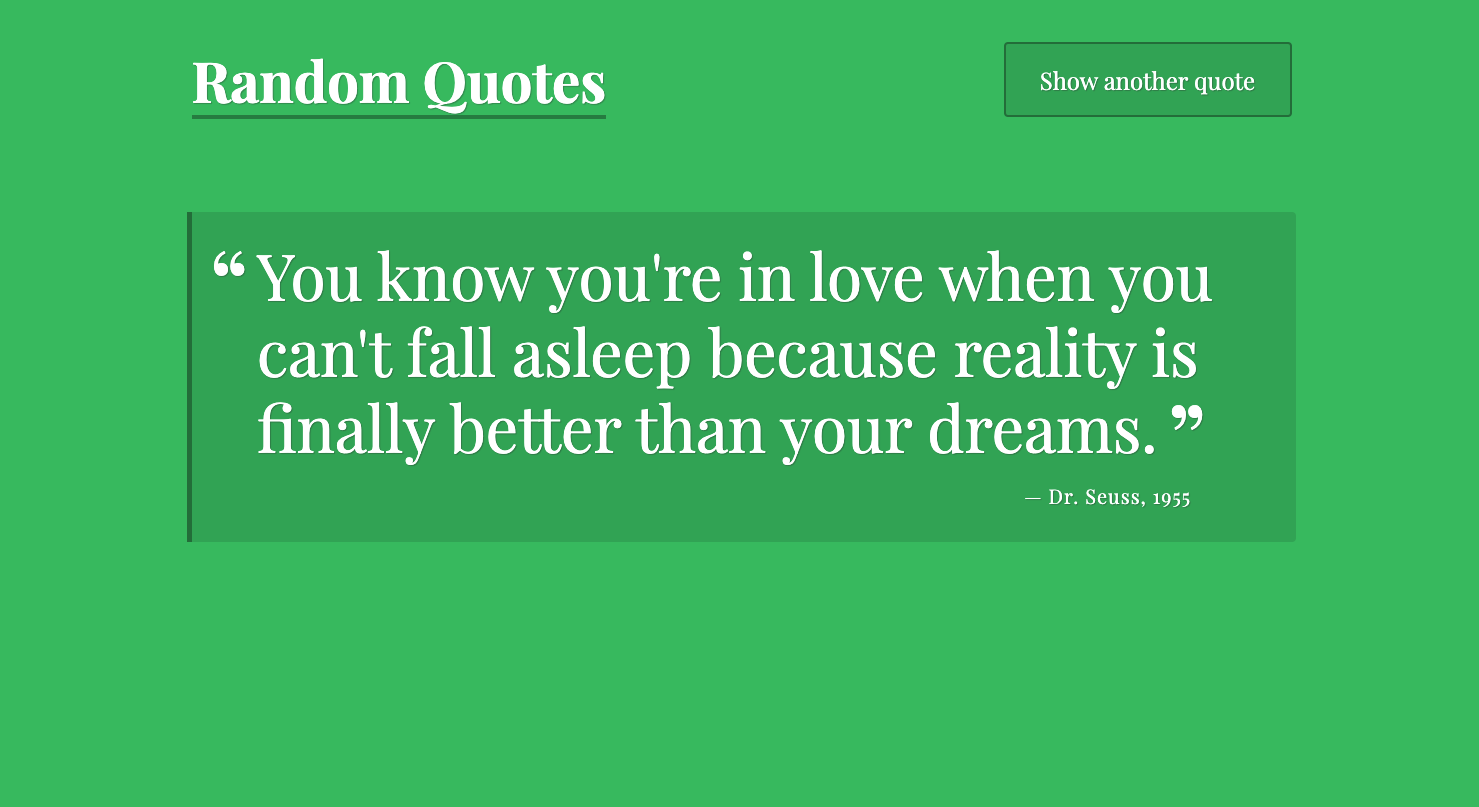 Random Quotes
Show another quote
“ You know you're in love when you
can't fall asleep because reality is
finally better than your dreams. ”
— Dr. Seuss, 1955